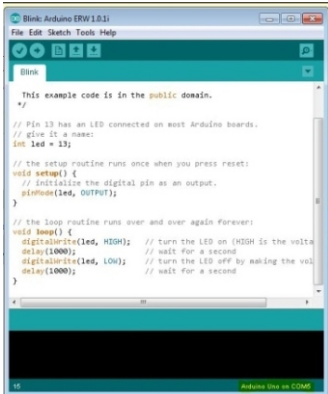 Blink: Arduino ERW 1.0.1i
File Edit Sketch Tools Help
Blink
This example code is in the public domain.
*/
// Pin 13 has an LED connected on most Arduino boards.
// give it a name:
int led = 13;
// the setup routine runs once when you press reset:
void setup() {
// initialize the digital pin as an output.
pinMode(led, OUTPUT);
}
// the loop routine runs over and over again forever:
void loop() {
digitalWrite(led, HIGH); // turn the LED on (HIGH is the volta
delay(1000); // wait for a second
digitalWrite(led, LOW); // turn the LED off by making the vol
delay(1000); // wait for a second
}
15
Arduino Uno on COM5